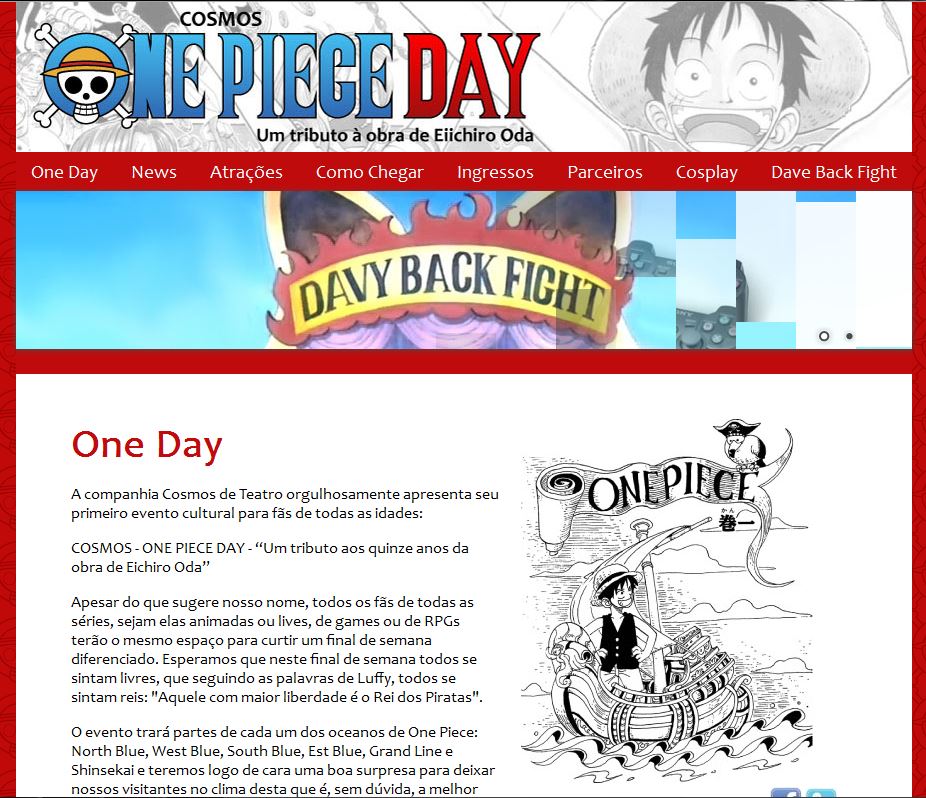 COSMOS
ONE PIECE DAY
Um tributo à obra de Eiichiro Oda
One Day News Atrações Como Chegar Ingressos Parceiros Cosplay Dave Back Fight
DAVY BACK FIGHT
SONY
One Day
A companhia Cosmos de Teatro orgulhosamente apresenta seu
primeiro evento cultural para fãs de todas as idades:
COSMOS - ONE PIECE DAY - “Um tributo aos quinze anos da
obra de Eichiro Oda”
Apesar do que sugere nosso nome, todos os fãs de todas as
séries, sejam elas animadas ou lives, de games ou de RPGs
terão o mesmo espaço para curtir um final de semana
diferenciado. Esperamos que neste final de semana todos se
sintam livres, que seguindo as palavras de Luffy, todos se
sintam reis: "Aquele com maior liberdade é o Rei dos Piratas".
O evento trará partes de cada um dos oceanos de One Piece:
North Blue, West Blue, South Blue, Est Blue, Grand Line e
Shinsekai e teremos logo de cara uma boa surpresa para deixar
nossos visitantes no clima desta que é, sem dúvida, a melhor
ONE PIECE
かん
巻一